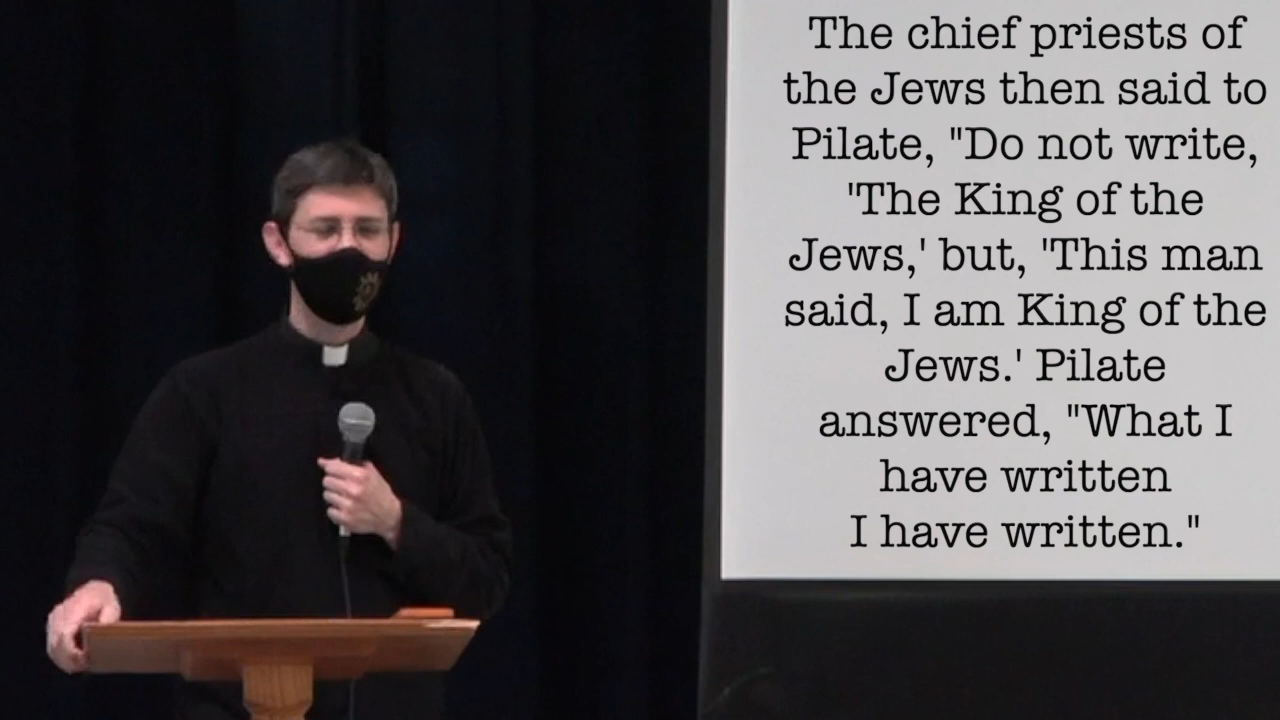 The chief priests of
the Jews then said to
Pilate, "Do not write,
'The King of the
Jews,' but, 'This man
said, I am King of the
Jews.' Pilate
answered, "What I
have written
I have written."